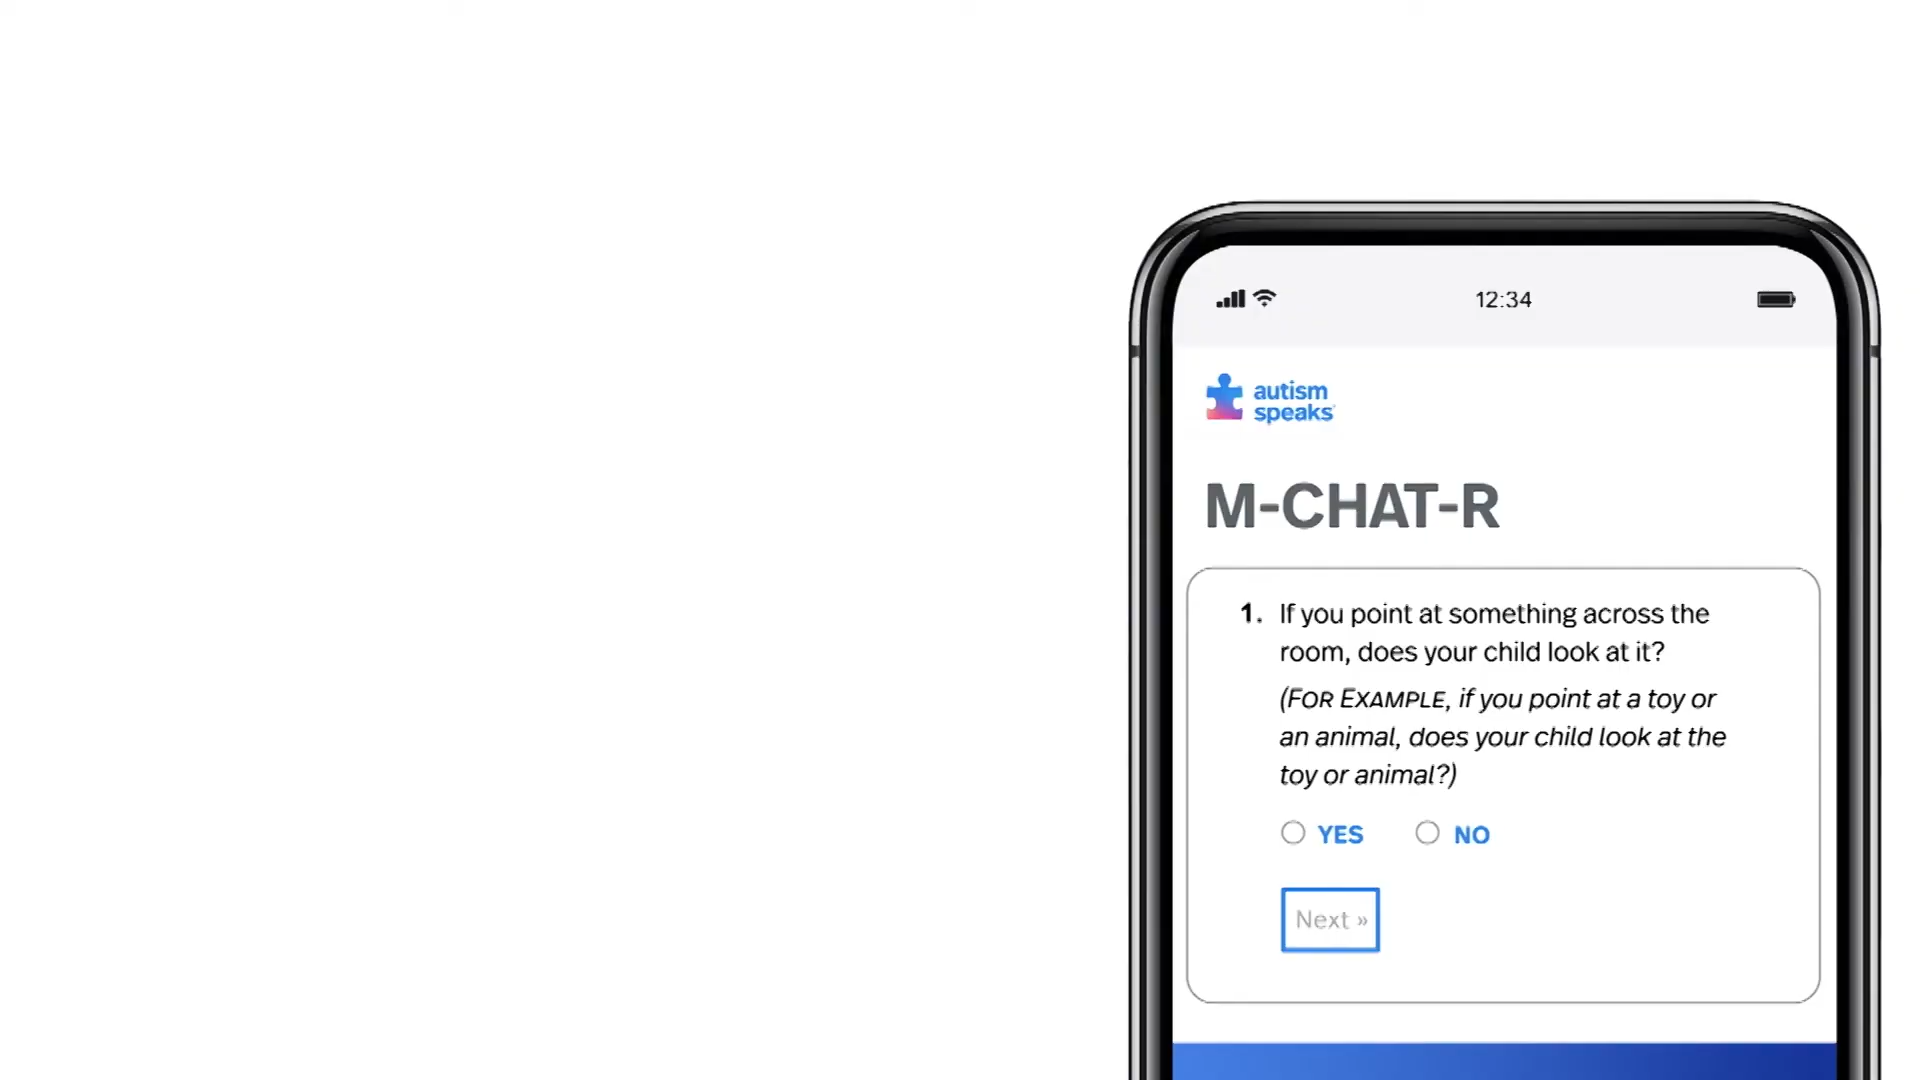 12:34
autism
speaks
M-CHAT-R
1. If you point at something across the
room, does your child look at it?
(FOR EXAMPLE, if you point at a toy or
an animal, does your child look at the
toy or animal?)
YES NO
Next »